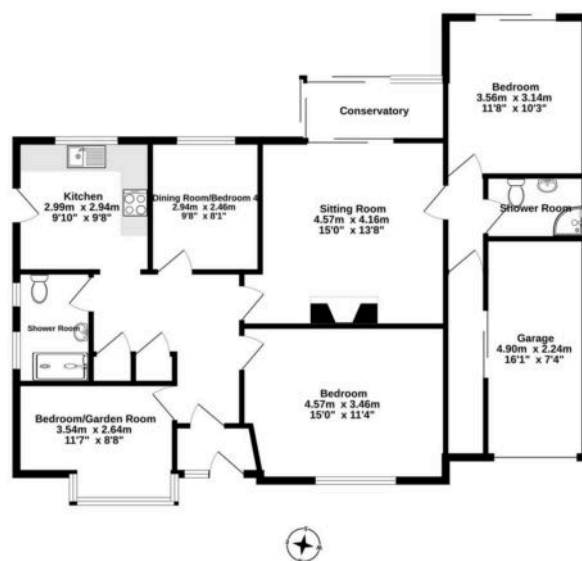 Bedroom
3.56m x 3.14m
11'8" x 10'3"
Conservatory
Kitchen
2.99m x 2.94m
9'10" x 9'8"
Dining Room/Bedroom 4
2.94m x 2.46m
9'8" x 8'1"
Sitting Room
4.57m x 4.16m
15'0" x 13'8"
Shower Room
Shower Room
Garage
4.90m x 2.24m
16'1" x 7'4"
Bedroom
4.57m x 3.46m
15'0" x 11'4"
Bedroom/Garden Room
3.54m x 2.64m
11'7" x 8'8"